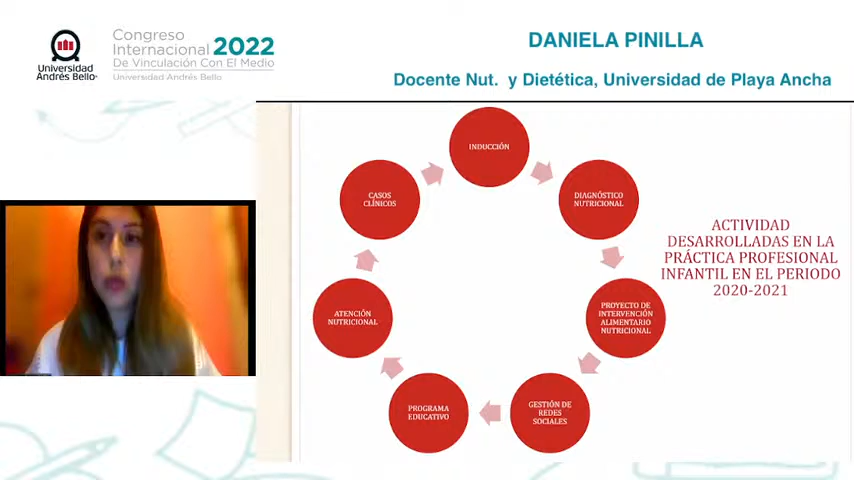 Universidad
Andrés Bello
Congreso
Internacional 2022
De Vinculación Con El Medio
Universidad Andrés Bello
DANIELA PINILLA
Docente Nut. y Dietética, Universidad de Playa Ancha
INDUCCIÓN
DIAGNÓSTICO
NUTRICIONAL
PROYECTO DE
INTERVENCIÓN
ALIMENTARIO
NUTRICIONAL
GESTIÓN DE
REDES
SOCIALES
PROGRAMA
EDUCATIVO
ATENCIÓN
NUTRICIONAL
CASOS
CLÍNICOS
ACTIVIDAD
DESARROLLADAS EN LA
PRÁCTICA PROFESIONAL
INFANTIL EN EL PERIODO
2020-2021